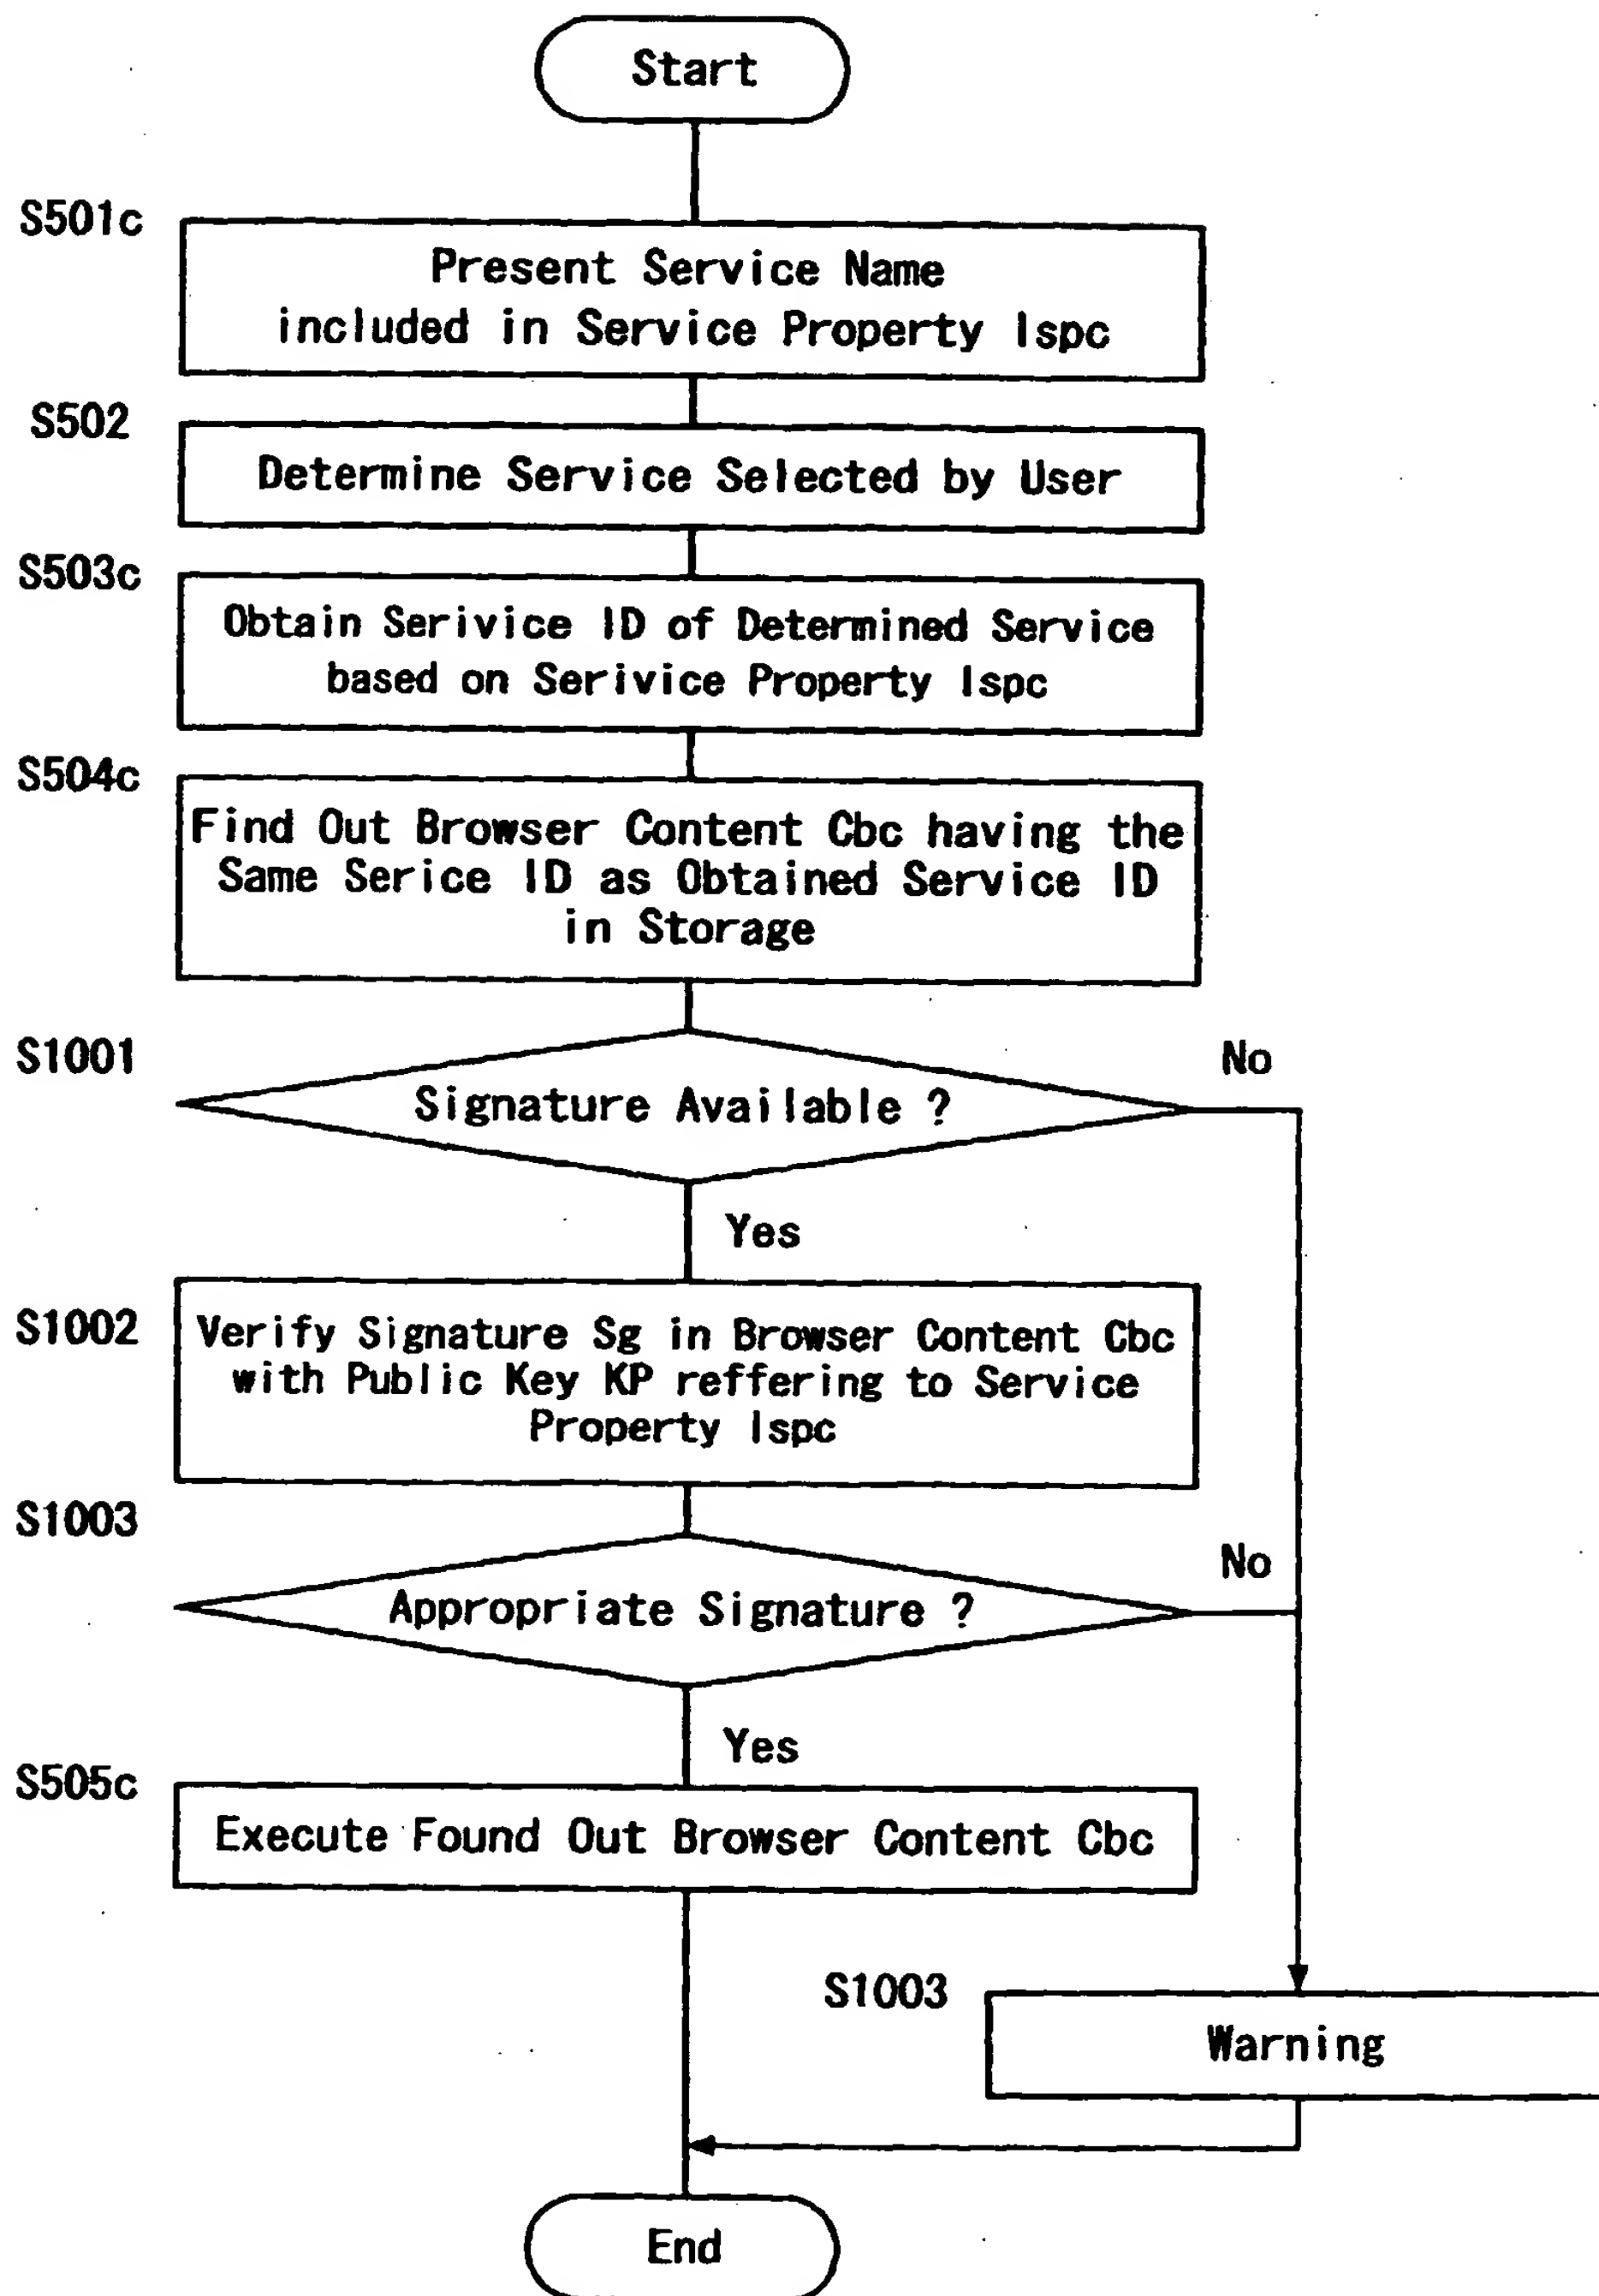 Start
S501c
Present Service Name
included in Service Property Ispc
S502
Determine Service Selected by User
S503c
Obtain Serivice ID of Determined Service
based on Serivice Property Ispc
S504c
Find Out Browser Content Cbc having the
Same Serice ID as Obtained Service ID
in Storage
S1001
Signature Available ?
No
Yes
S1002
Verify Signature Sg in Browser Content Cbc
with Public Key KP reffering to Service
Property Ispc
S1003
Appropriate Signature ?
No
Yes
S505c
Execute Found Out Browser Content Cbc
S1003
Warning
End